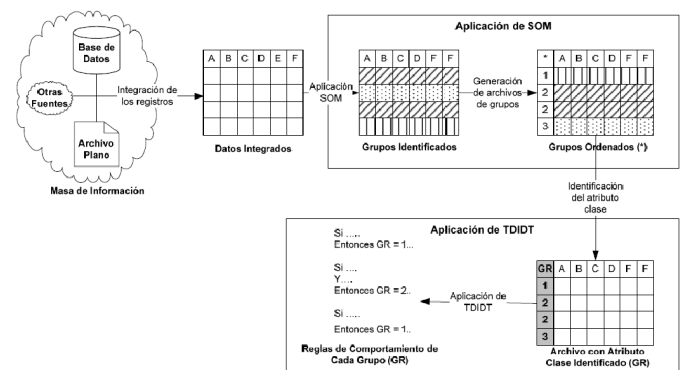 Aplicación de SOM
Base de
Datos
Otras
Fuentes
Archivo
Plano
Masa de Información
Integración de
los registros
A B C D E F
Datos Integrados
Aplicación
SOM
A B C D F F
Grupos Identificados
Generación
de archivos
de grupos
* A B C D F F
1
2
2
3
Grupos Ordenados (*)
Identificación
del atributo
clase
Aplicación de TDIDT
Si .....
Entonces GR = 1...
Si ....
Y....
Entonces GR = 2..
Si .....
Entonces GR = 1..
Reglas de Comportamiento de
Cada Grupo (GR)
Aplicación de
TDIDT
GR A B C D F F
1
2
2
3
Archivo con Atributo
Clase Identificado (GR)